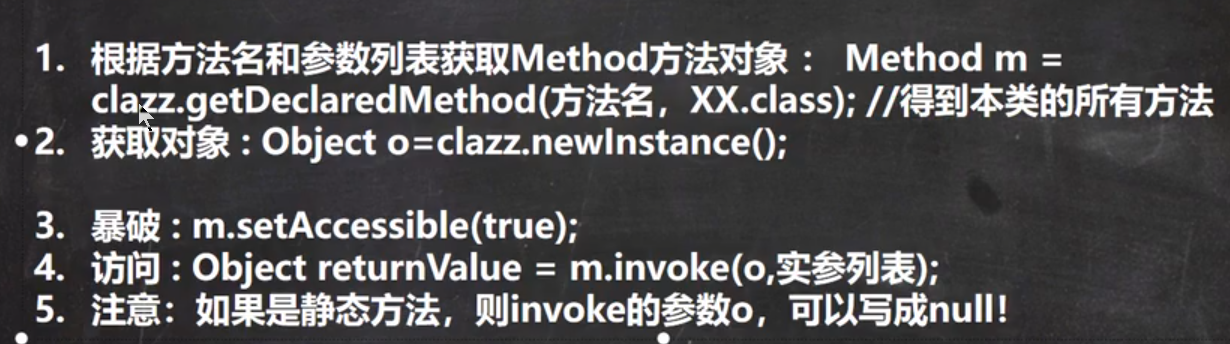 1. 根据方法名和参数列表获取Method方法对象： Method m =
clazz.getDeclaredMethod(方法名，XX.class); //得到本类的所有方法
•2. 获取对象 : Object o=clazz.newInstance();
3. 暴破 : m.setAccessible(true);
4. 访问 : Object returnValue = m.invoke(o,实参列表);
5. 注意：如果是静态方法，则invoke的参数o，可以写成null!